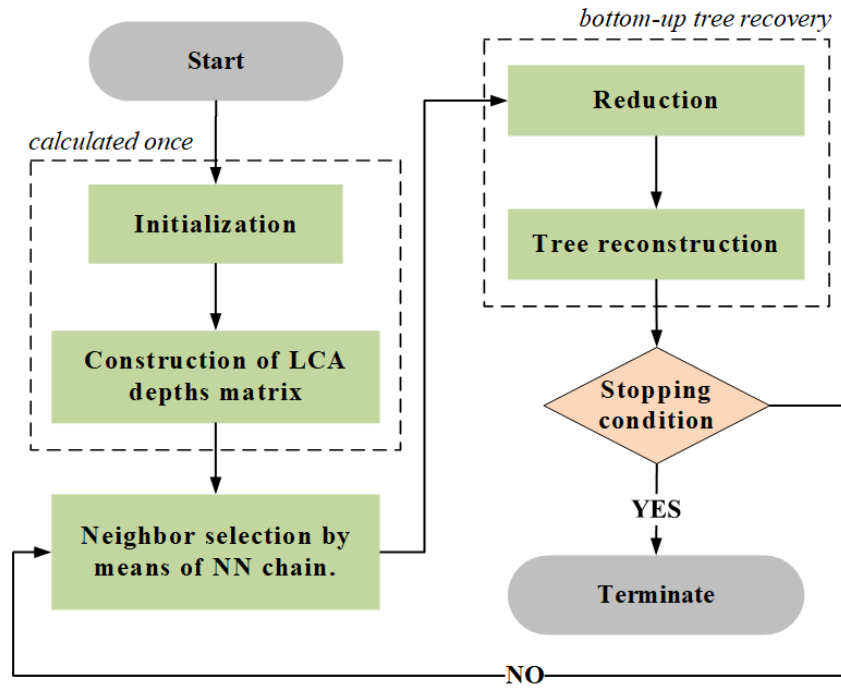 Start
calculated once
Initialization
Construction of LCA
depths matrix
Neighbor selection by
means of NN chain.
bottom-up tree recovery
Reduction
Tree reconstruction
Stopping
condition
YES
Terminate
NO